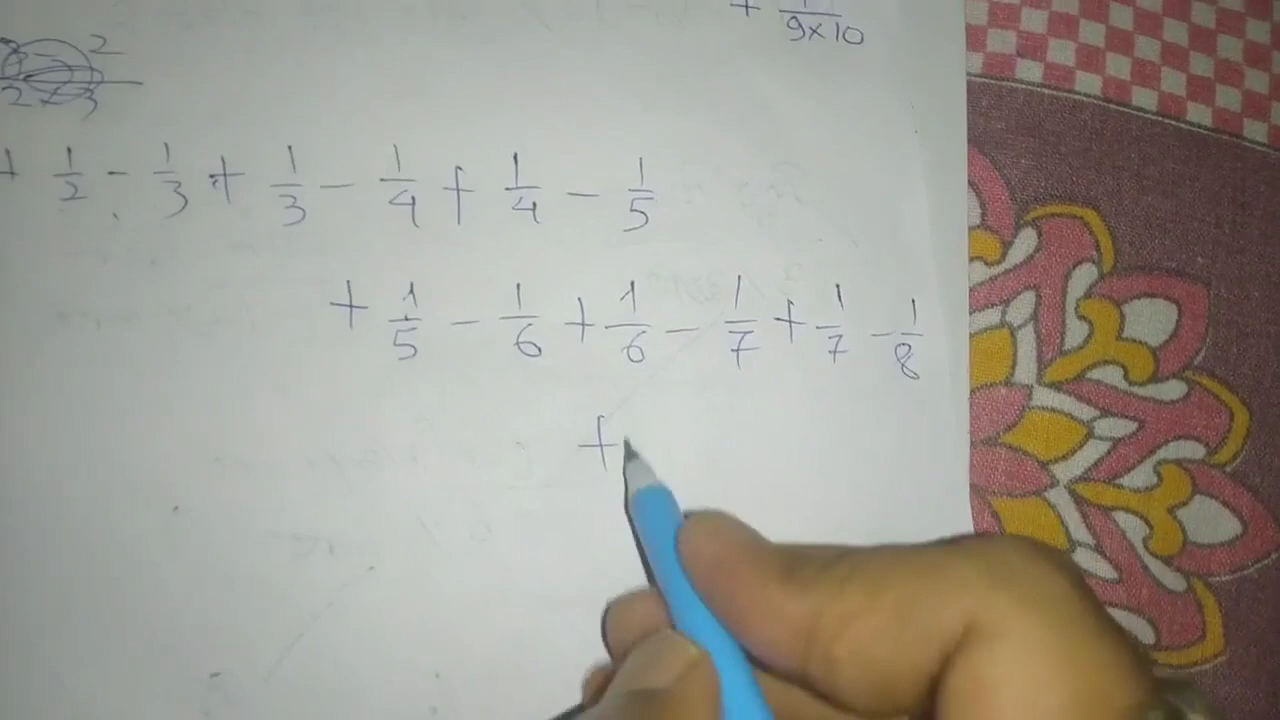 + 1/(9×10)
+ 1/2 - 1/3 + 1/3 - 1/4 + 1/4 - 1/5
+ 1/5 - 1/6 + 1/6 - 1/7 + 1/7 - 1/8
+